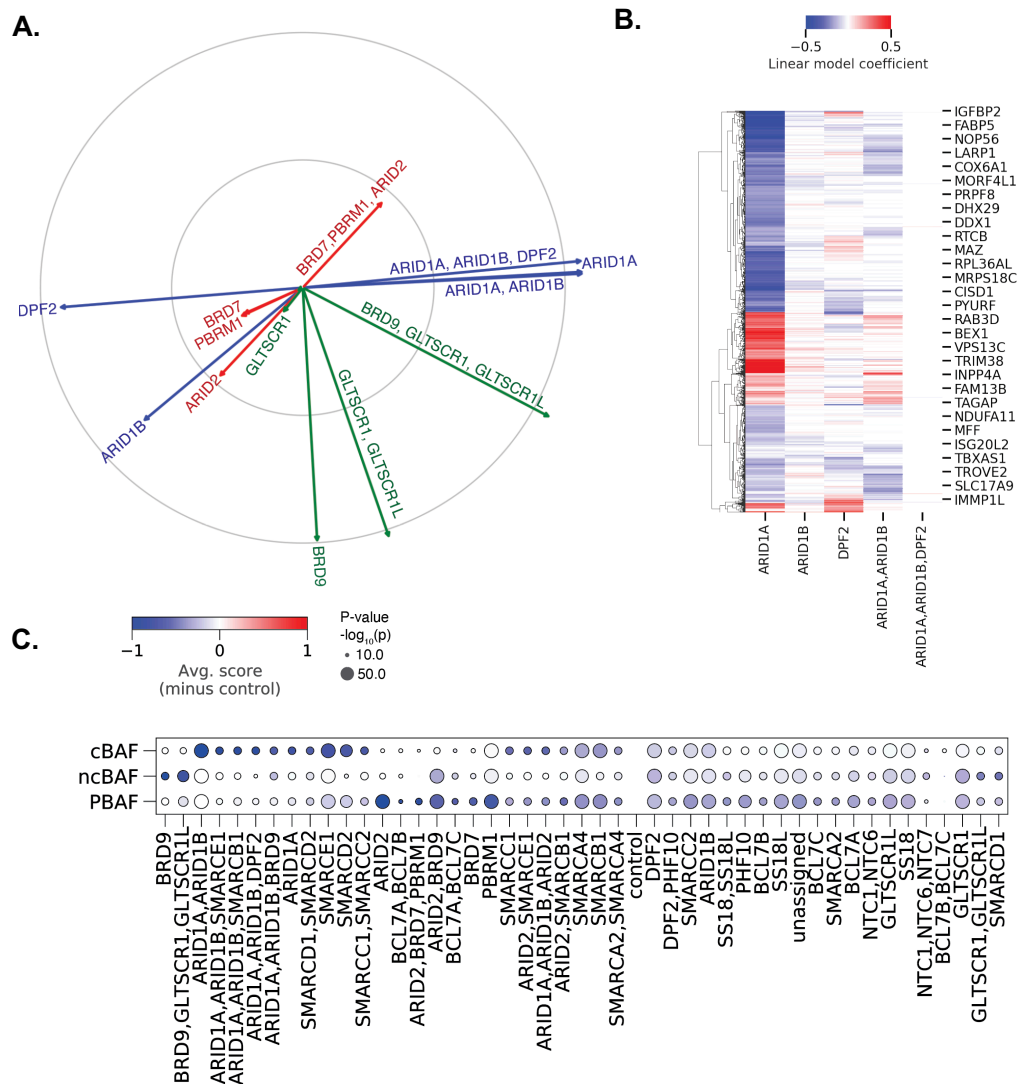 A.
BRD7,PBRM1, ARID2
ARID1A, ARID1B, DPF2
ARID1A
ARID1A, ARID1B
DPF2
BRD7
PBRM1
GLTSCR1
ARID2
ARID1B
BRD9, GLTSCR1, GLTSCR1L
GLTSCR1, GLTSCR1L
BRD9
B.
−0.5
0.5
Linear model coefficient
IGFBP2
FABP5
NOP56
LARP1
COX6A1
MORF4L1
PRPF8
DHX29
DDX1
RTCB
MAZ
RPL36AL
MRPS18C
CISD1
PYURF
RAB3D
BEX1
VPS13C
TRIM38
INPP4A
FAM13B
TAGAP
NDUFA11
MFF
ISG20L2
TBXAS1
TROVE2
SLC17A9
IMMP1L
ARID1A
ARID1B
DPF2
ARID1A,ARID1B
ARID1A,ARID1B,DPF2
C.
−1
0
1
Avg. score
(minus control)
P-value
-log10(p)
10.0
50.0
cBAF
ncBAF
PBAF
BRD9
BRD9,GLTSCR1,GLTSCR1L
ARID1A,ARID1B
ARID1A,ARID1B,SMARCE1
ARID1A,ARID1B,SMARCB1
ARID1A,ARID1B,DPF2
ARID1A,ARID1B,BRD9
ARID1A
SMARCD1,SMARCD2
SMARCE1
SMARCD2
SMARCC1,SMARCC2
ARID2
BCL7A,BCL7B
ARID2,BRD7,PBRM1
ARID2,BRD9
BCL7A,BCL7C
BRD7
PBRM1
SMARCC1
ARID2,SMARCE1
ARID1A,ARID1B,ARID2
ARID2,SMARCB1
SMARCA4
SMARCB1
SMARCA2,SMARCA4
control
DPF2
DPF2,PHF10
SMARCC2
ARID1B
SS18,SS18L
PHF10
BCL7B
SS18L
unassigned
BCL7C
SMARCA2
BCL7A
NTC1,NTC6
GLTSCR1L
SS18
NTC1,NTC6,NTC7
BCL7B,BCL7C
GLTSCR1
GLTSCR1,GLTSCR1L
SMARCD1